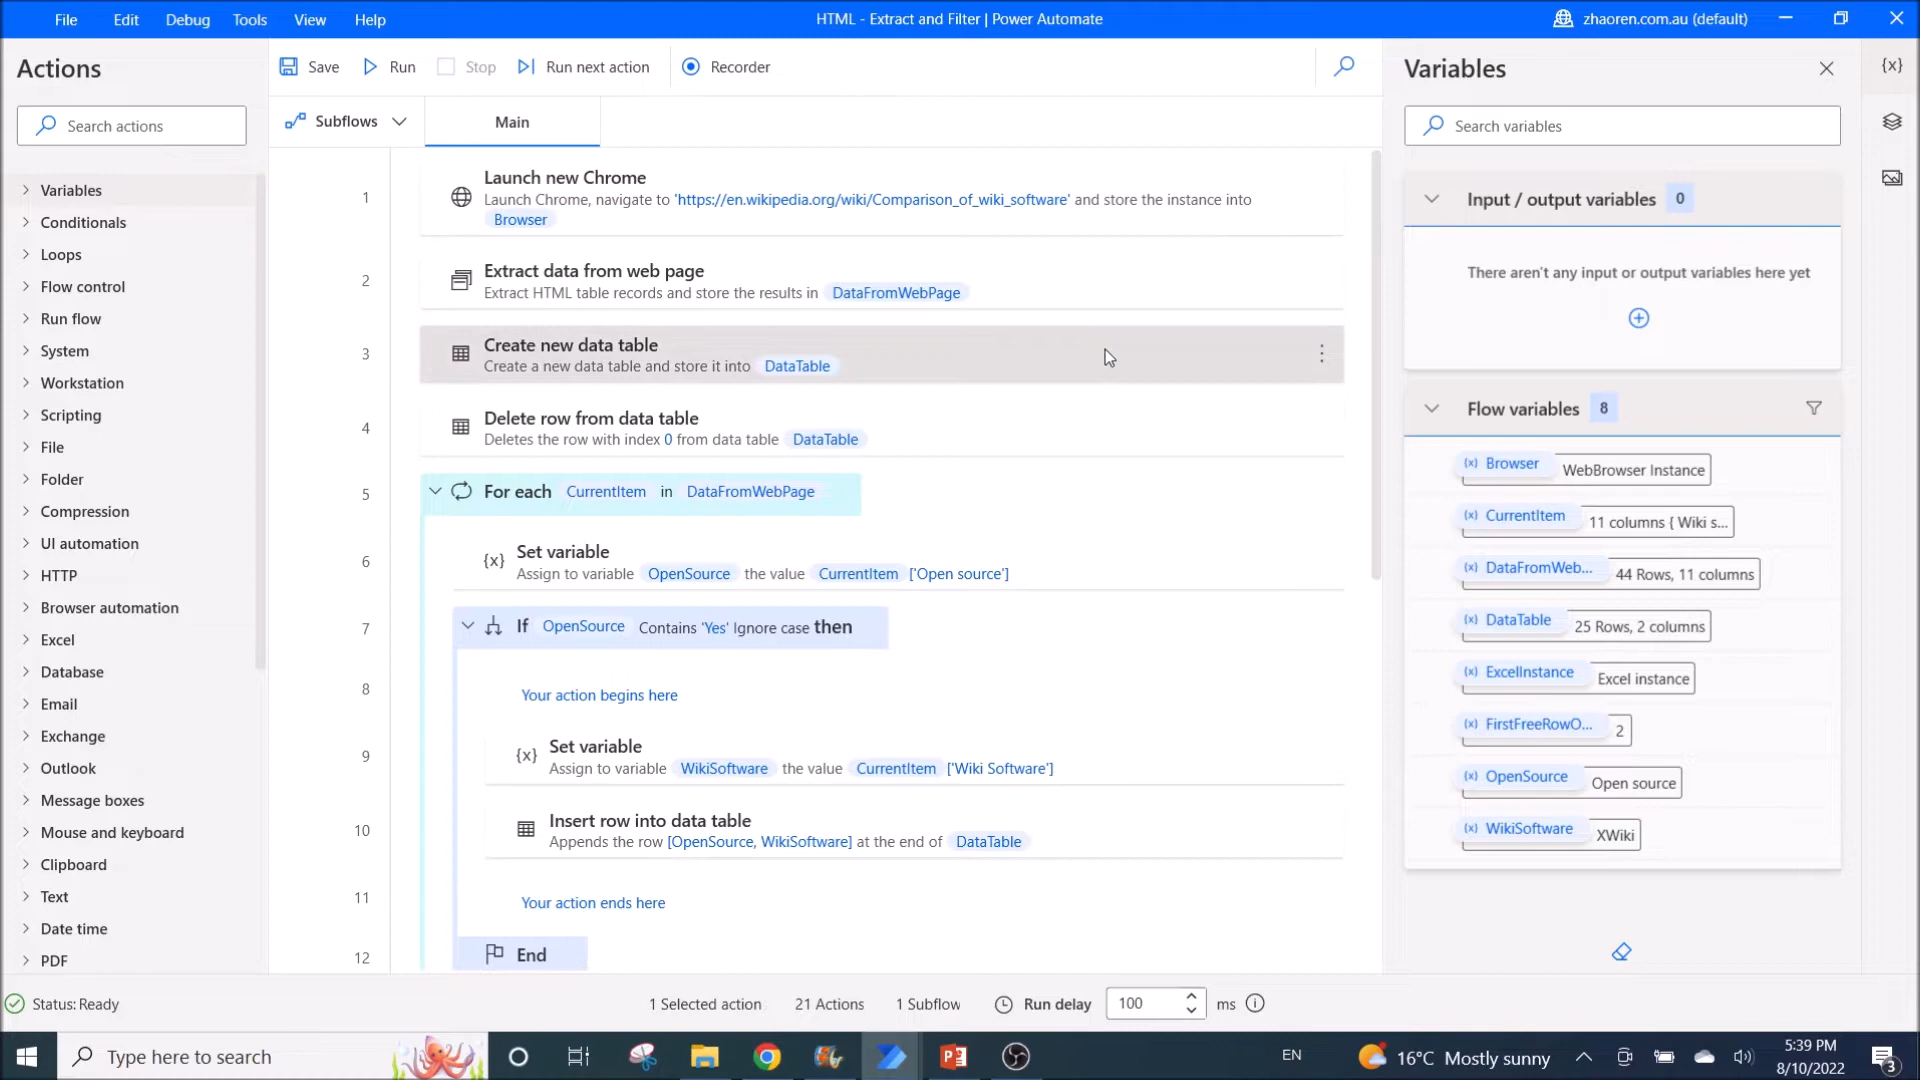 File Edit Debug Tools View Help
HTML - Extract and Filter | Power Automate
zhaoren.com.au (default)
Actions
Search actions
Variables
Conditionals
Loops
Flow control
Run flow
System
Workstation
Scripting
File
Folder
Compression
UI automation
HTTP
Browser automation
Excel
Database
Email
Exchange
Outlook
Message boxes
Mouse and keyboard
Clipboard
Text
Date time
PDF
Save Run Stop Run next action Recorder
Subflows Main
1 Launch new Chrome
Launch Chrome, navigate to 'https://en.wikipedia.org/wiki/Comparison_of_wiki_software' and store the instance into
Browser
2 Extract data from web page
Extract HTML table records and store the results in DataFromWebPage
3 Create new data table
Create a new data table and store it into DataTable
4 Delete row from data table
Deletes the row with index 0 from data table DataTable
5 For each CurrentItem in DataFromWebPage
6 {x} Set variable
Assign to variable OpenSource the value CurrentItem ['Open source']
7 If OpenSource Contains 'Yes' Ignore case then
8 Your action begins here
9 {x} Set variable
Assign to variable WikiSoftware the value CurrentItem ['Wiki Software']
10 Insert row into data table
Appends the row [OpenSource, WikiSoftware] at the end of DataTable
11 Your action ends here
12 End
Variables
{x}
Search variables
Input / output variables 0
There aren't any input or output variables here yet
Flow variables 8
(x) Browser WebBrowser Instance
(x) CurrentItem 11 columns { Wiki s...
(x) DataFromWeb... 44 Rows, 11 columns
(x) DataTable 25 Rows, 2 columns
(x) ExcelInstance Excel instance
(x) FirstFreeRowO... 2
(x) OpenSource Open source
(x) WikiSoftware XWiki
Status: Ready 1 Selected action 21 Actions 1 Subflow Run delay 100 ms
Type here to search
EN
16°C Mostly sunny
5:39 PM
8/10/2022
3